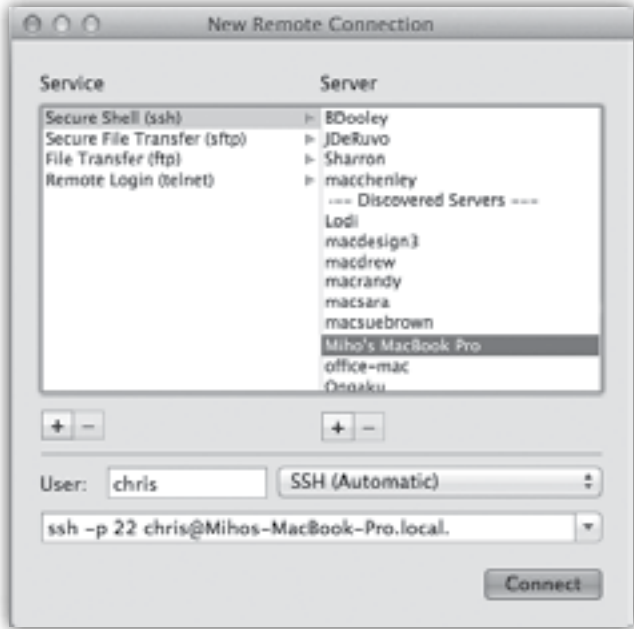 New Remote Connection
Service
Server
Secure Shell (ssh)
Secure File Transfer (sftp)
File Transfer (ftp)
Remote Login (telnet)
BDooley
JDeRuvo
Sharron
macchenley
--- Discovered Servers ---
Lodi
macdesign3
macdrew
macrandy
macsara
macsuebrown
Miho's MacBook Pro
office-mac
Ongaku
+ −
+ −
User: chris SSH (Automatic)
ssh -p 22 chris@Mihos-MacBook-Pro.local.
Connect